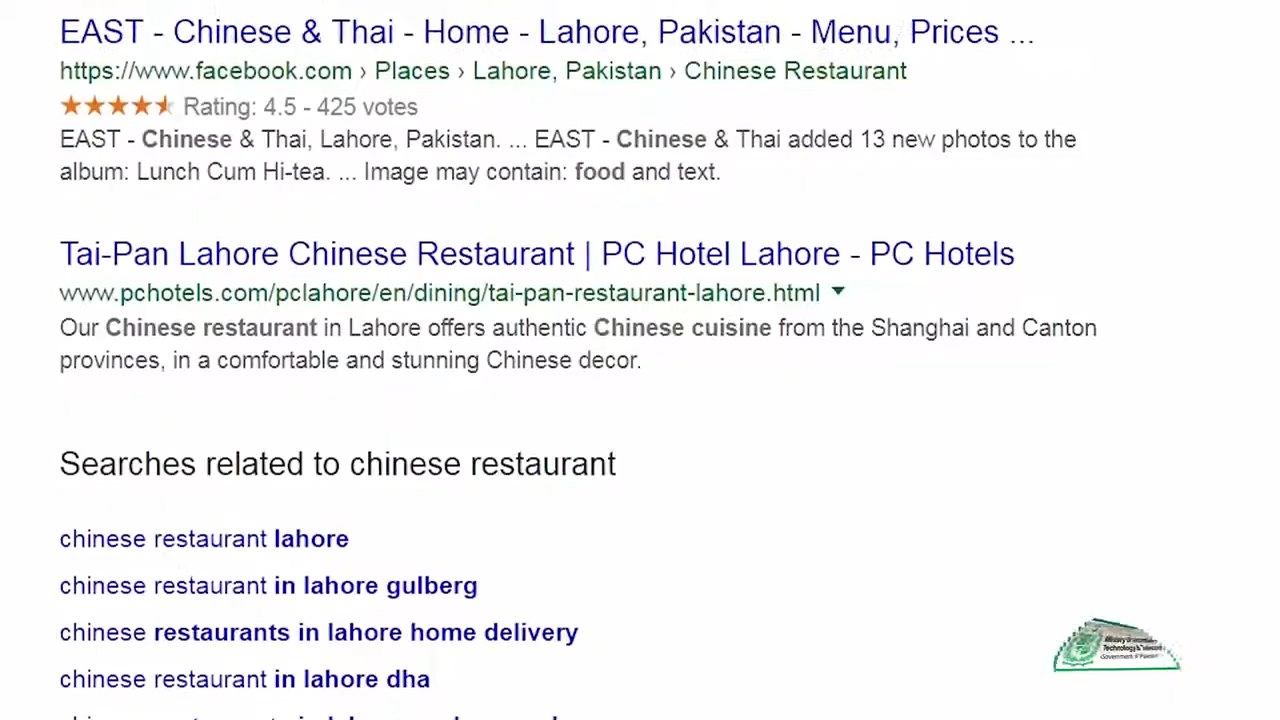 EAST - Chinese & Thai - Home - Lahore, Pakistan - Menu, Prices ...
https://www.facebook.com › Places › Lahore, Pakistan › Chinese Restaurant
Rating: 4.5 - 425 votes
EAST - Chinese & Thai, Lahore, Pakistan. ... EAST - Chinese & Thai added 13 new photos to the
album: Lunch Cum Hi-tea. ... Image may contain: food and text.
Tai-Pan Lahore Chinese Restaurant | PC Hotel Lahore - PC Hotels
www.pchotels.com/pclahore/en/dining/tai-pan-restaurant-lahore.html
Our Chinese restaurant in Lahore offers authentic Chinese cuisine from the Shanghai and Canton
provinces, in a comfortable and stunning Chinese decor.
Searches related to chinese restaurant
chinese restaurant lahore
chinese restaurant in lahore gulberg
chinese restaurants in lahore home delivery
chinese restaurant in lahore dha
Technology &
Government of